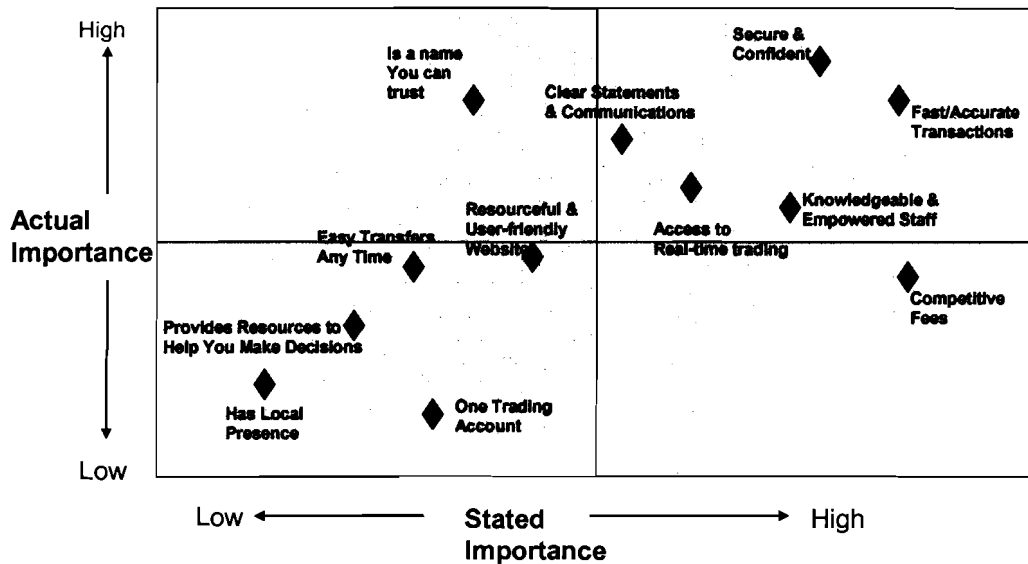 High
Secure &
Confident
Is a name
You can
trust
Clear Statements
& Communications
Fast/Accurate
Transactions
Actual
Importance
Resourceful &
User-friendly
Website
Knowledgeable &
Empowered Staff
Easy Transfers
Any Time
Access to
Real-time trading
Competitive
Fees
Provides Resources to
Help You Make Decisions
Has Local
Presence
One Trading
Account
Low
Low
Stated
Importance
High